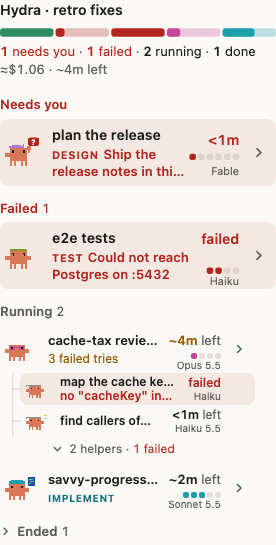 Hydra · retro fixes
1 needs you · 1 failed · 2 running · 1 done
≈$1.06 · ~4m left
Needs you
?
plan the release
<1m
DESIGN Ship the
release notes in thi...
Fable
Failed 1
e2e tests
failed
TEST Could not reach
Postgres on :5432
Haiku
Running 2
cache-tax revie...
~4m left
3 failed tries
Opus 5.5
map the cache ke...
failed
no "cacheKey" in...
Haiku
find callers of...
<1m left
Haiku 5.5
2 helpers · 1 failed
savvy-progress...
~2m left
IMPLEMENT
Sonnet 5.5
Ended 1